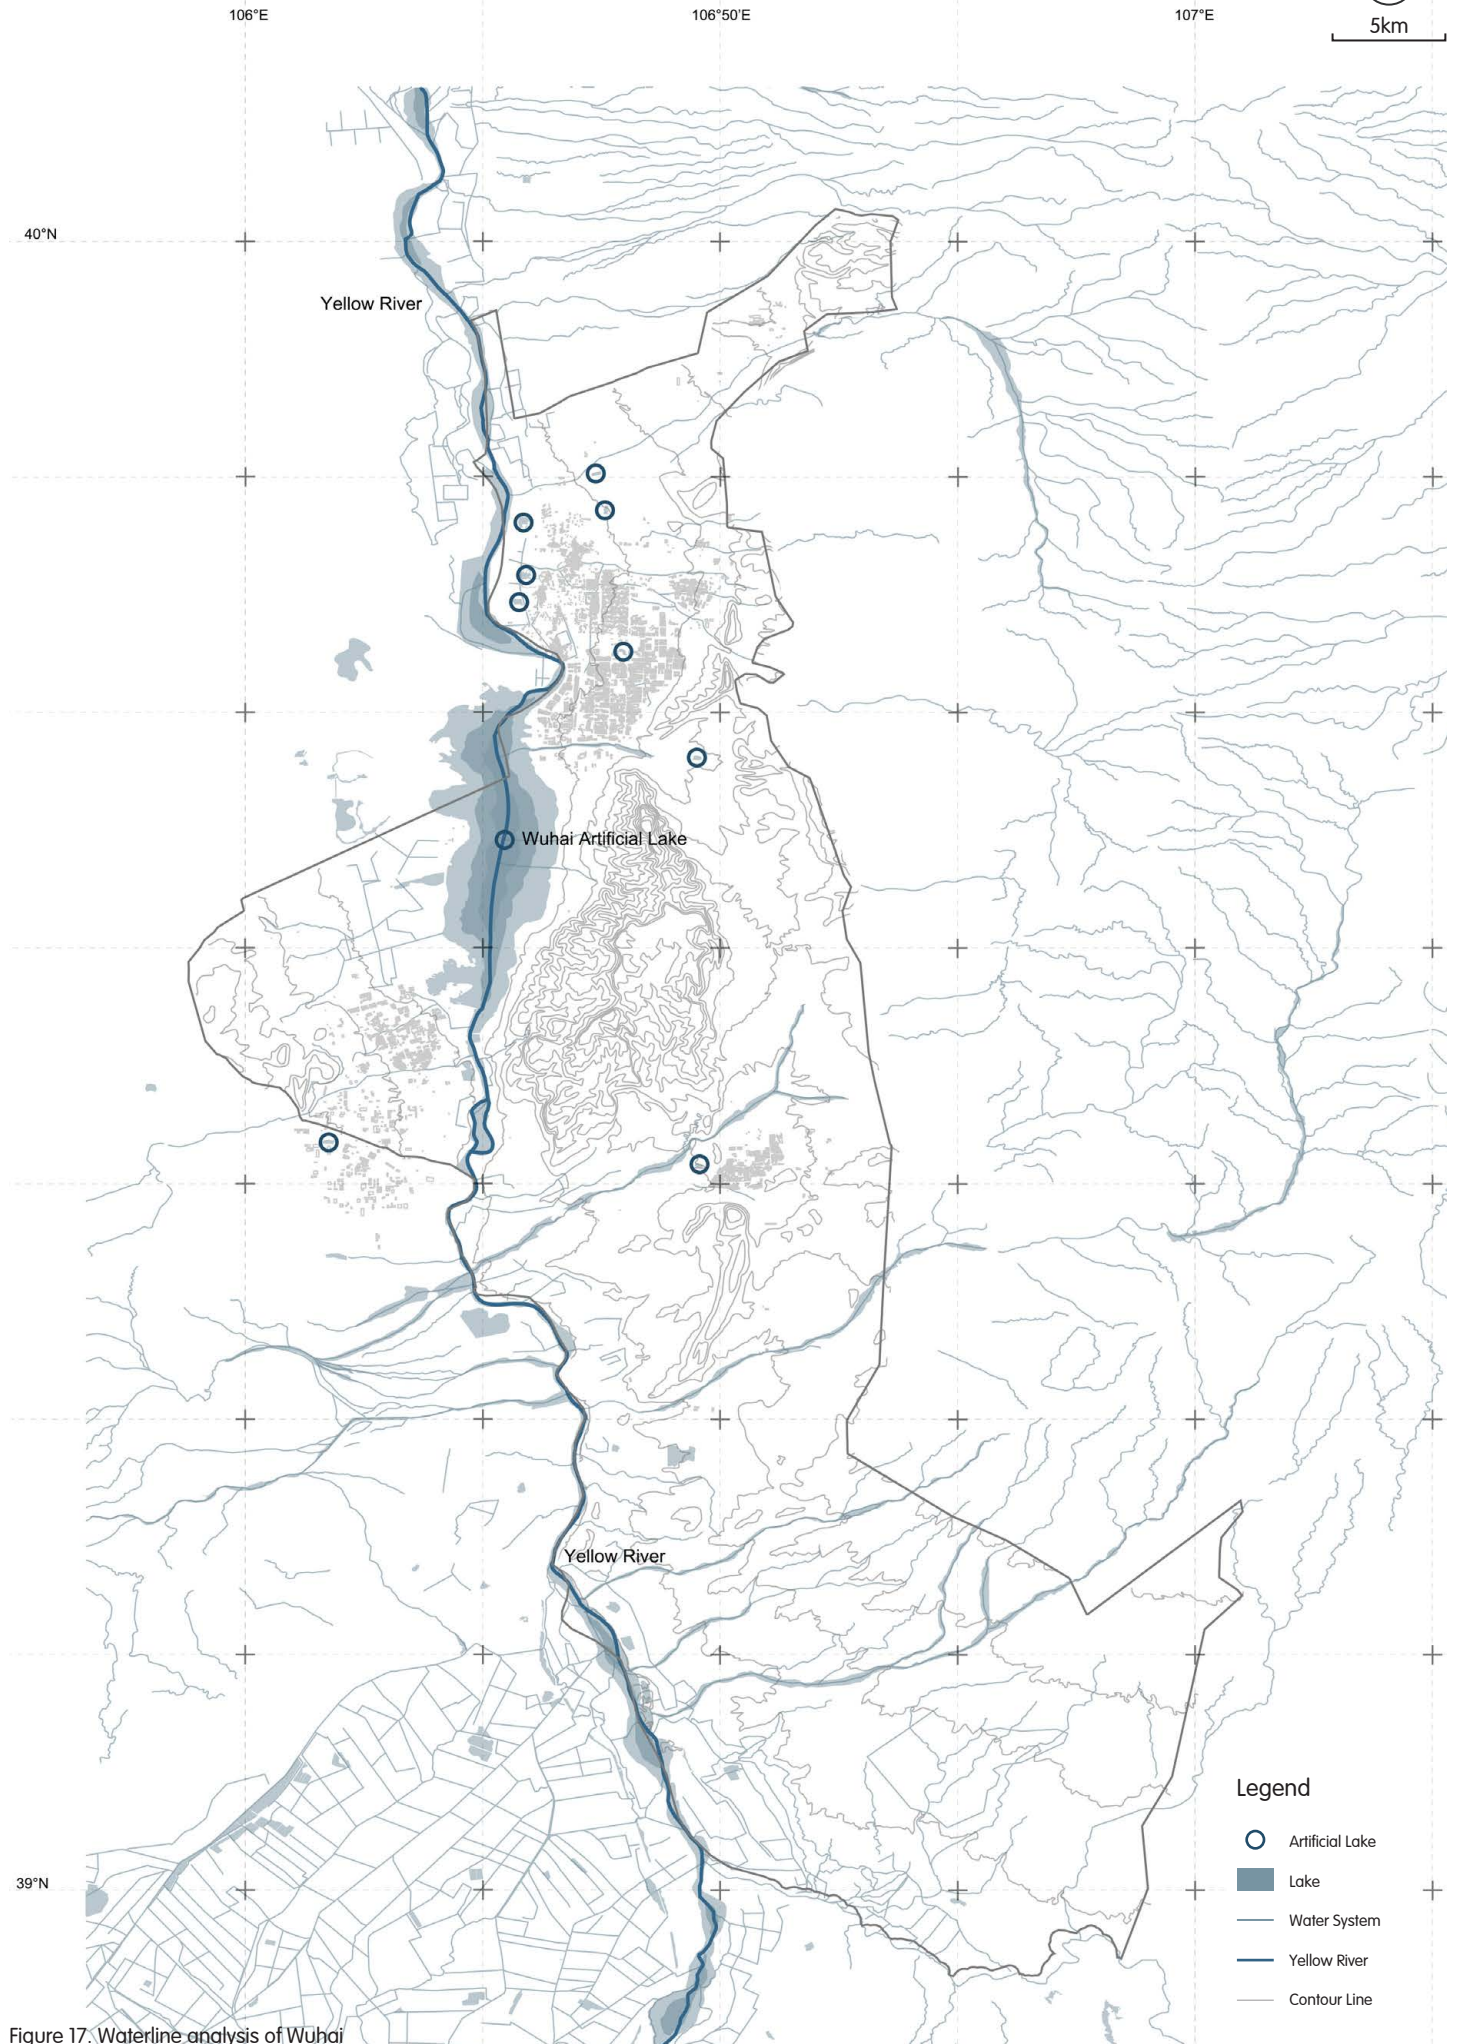 106°E
106°50'E
107°E
5km
40°N
Yellow River
Wuhai Artificial Lake
Yellow River
Legend
Artificial Lake
Lake
39°N
Water System
Yellow River
Contour Line
Figure 17. Waterline analysis of Wuhai